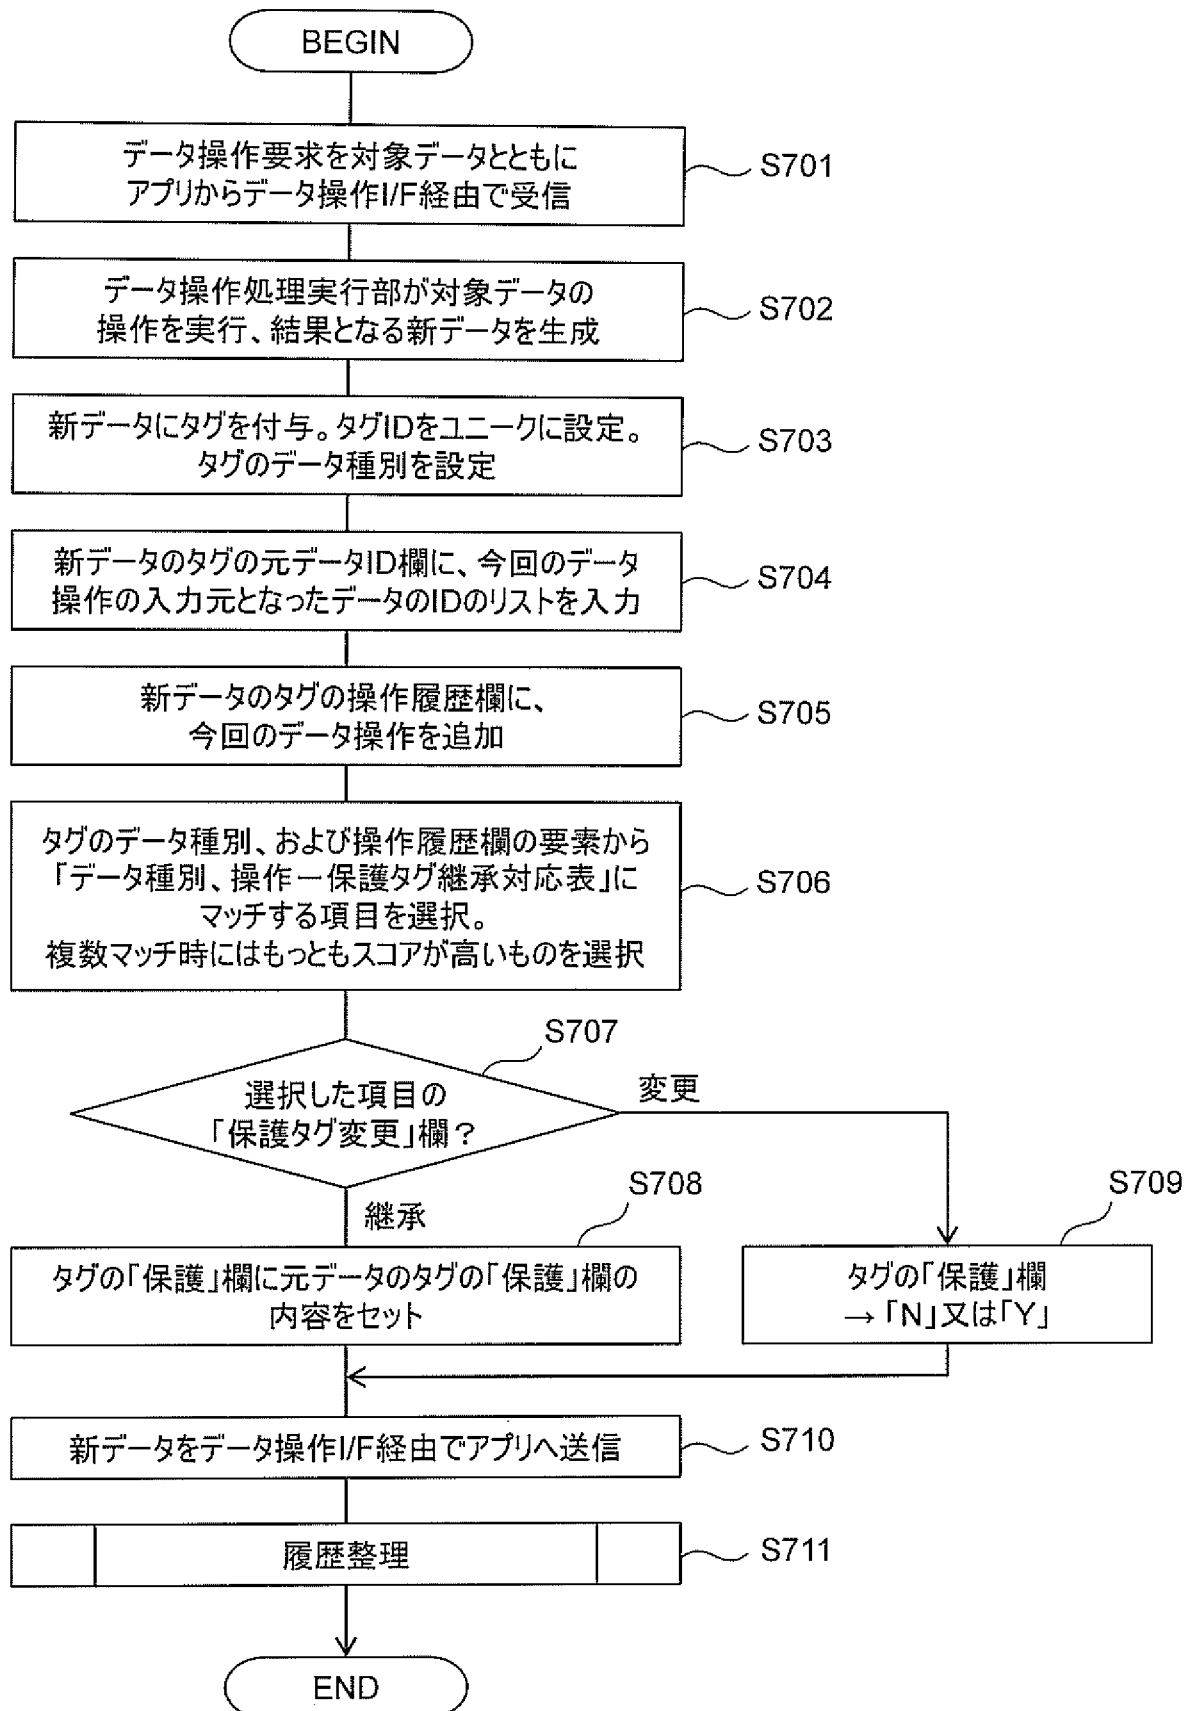 BEGIN
データ操作要求を対象データとともに
アプリからデータ操作I/F経由で受信
S701
データ操作処理実行部が対象データの
操作を実行、結果となる新データを生成
S702
新データにタグを付与。タグIDをユニークに設定。
タグのデータ種別を設定
S703
新データのタグの元データID欄に、今回のデータ
操作の入力元となったデータのIDのリストを入力
S704
新データのタグの操作履歴欄に、
今回のデータ操作を追加
S705
タグのデータ種別、および操作履歴欄の要素から
「データ種別、操作ー保護タグ継承対応表」に
マッチする項目を選択。
複数マッチ時にはもっともスコアが高いものを選択
S706
S707
選択した項目の
「保護タグ変更」欄?
変更
継承
S708
タグの「保護」欄に元データのタグの「保護」欄の
内容をセット
S709
タグの「保護」欄
→「N」又は「Y」
新データをデータ操作I/F経由でアプリへ送信
S710
履歴整理
S711
END